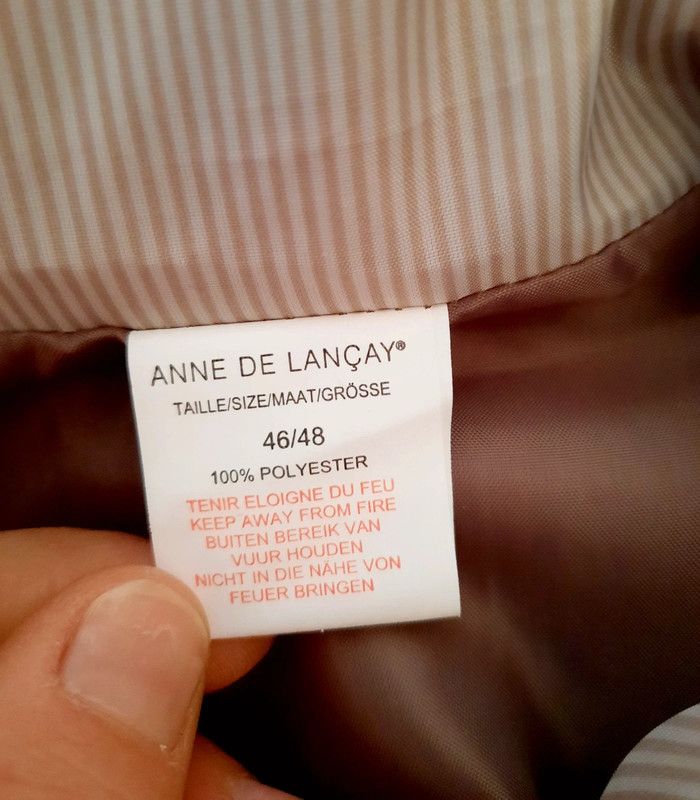 ANNE DE LANÇAY®
TAILLE/SIZE/MAAT/GRÖSSE
46/48
100% POLYESTER
TENIR ELOIGNE DU FEU
KEEP AWAY FROM FIRE
BUITEN BEREIK VAN
VUUR HOUDEN
NICHT IN DIE NÄHE VON
FEUER BRINGEN